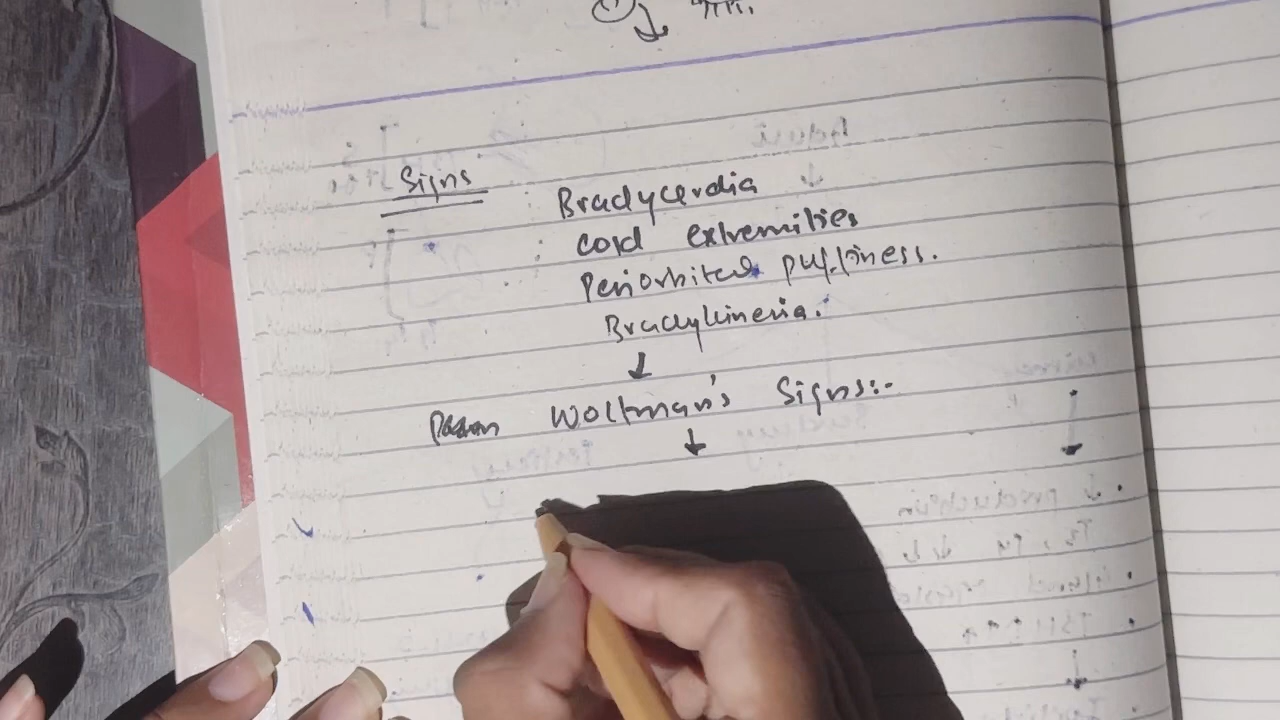 Signs : Bradycardia
: cold extremities
: Periorbital puffiness.
Bradykinesia.
↓
Woltman's Signs:-
↓